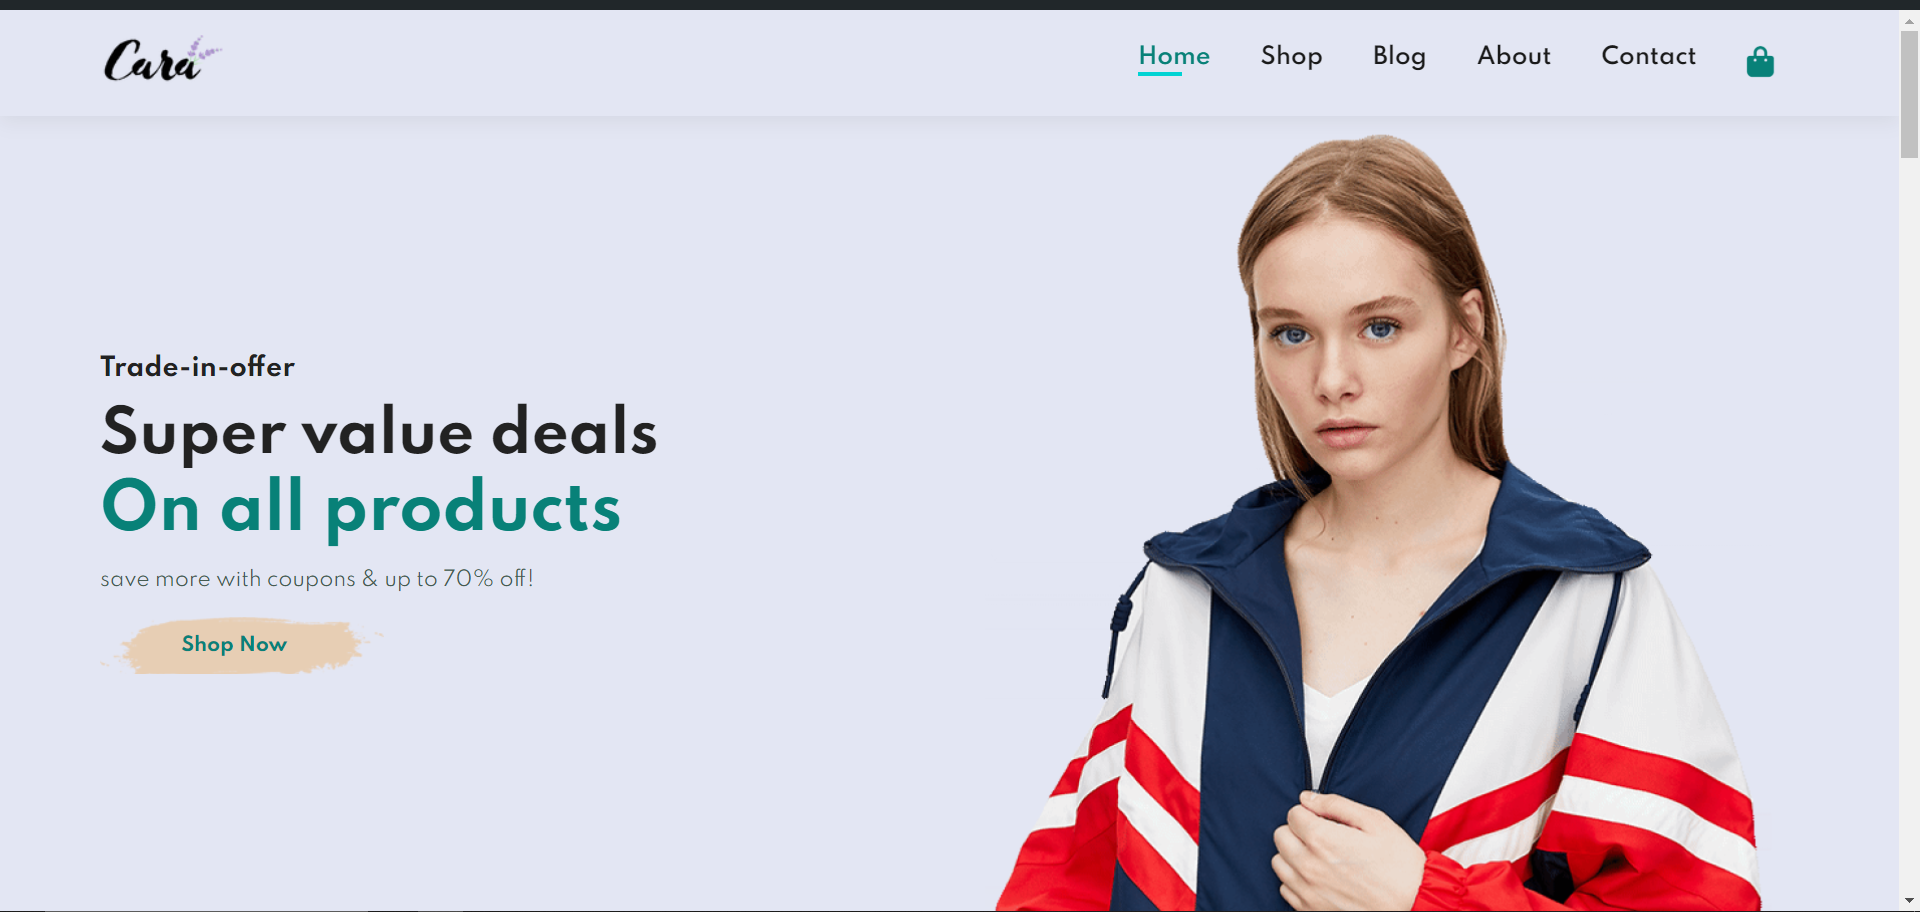 Cara
Home Shop Blog About Contact
Trade-in-offer
Super value deals
On all products
save more with coupons & up to 70% off!
Shop Now